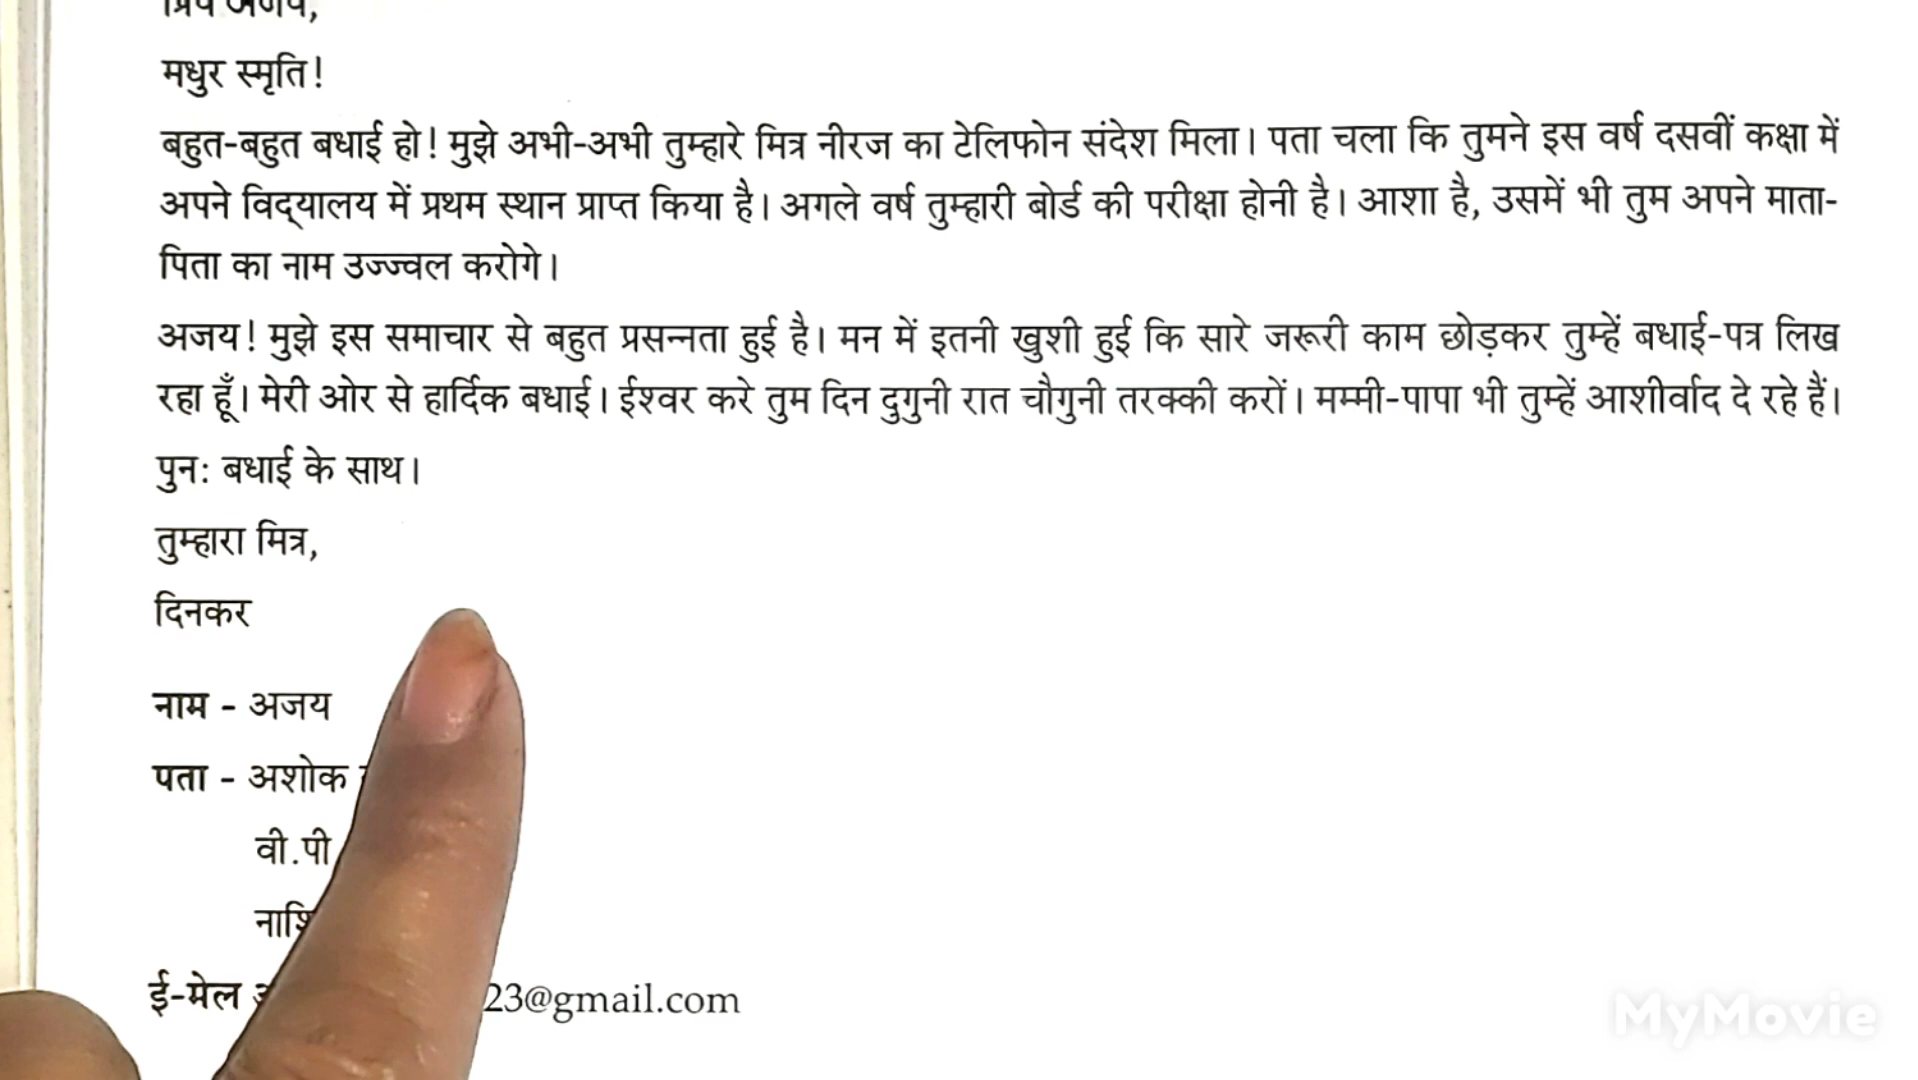 मधुर स्मृति!
बहुत-बहुत बधाई हो! मुझे अभी-अभी तुम्हारे मित्र नीरज का टेलिफोन संदेश मिला। पता चला कि तुमने इस वर्ष दसवीं कक्षा में
अपने विद्‌यालय में प्रथम स्थान प्राप्त किया है। अगले वर्ष तुम्हारी बोर्ड की परीक्षा होनी है। आशा है, उसमें भी तुम अपने माता-
पिता का नाम उज्ज्वल करोगे।
अजय! मुझे इस समाचार से बहुत प्रसन्नता हुई है। मन में इतनी खुशी हुई कि सारे जरूरी काम छोड़कर तुम्हें बधाई-पत्र लिख
रहा हूँ। मेरी ओर से हार्दिक बधाई। ईश्वर करे तुम दिन दुगुनी रात चौगुनी तरक्की करों। मम्मी-पापा भी तुम्हें आशीर्वाद दे रहे हैं।
पुनः बधाई के साथ।
तुम्हारा मित्र,
दिनकर
नाम - अजय
पता - अशोक
वी.पी
ई-मेल 23@gmail.com
MyMovie